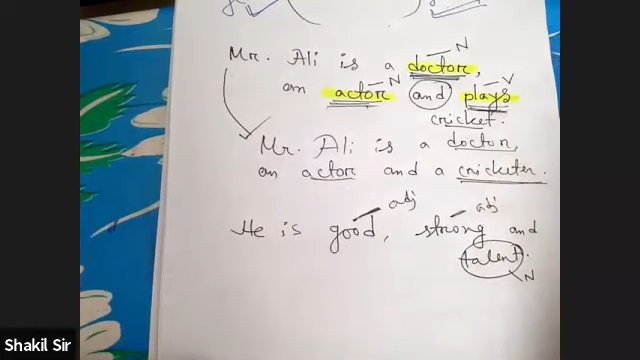 Mr. Ali is a doctor, N
an actor N and plays V
cricket.
Mr. Ali is a doctor,
an actor and a cricketer.
He is good, adj strong adj and
talent. N
Shakil Sir